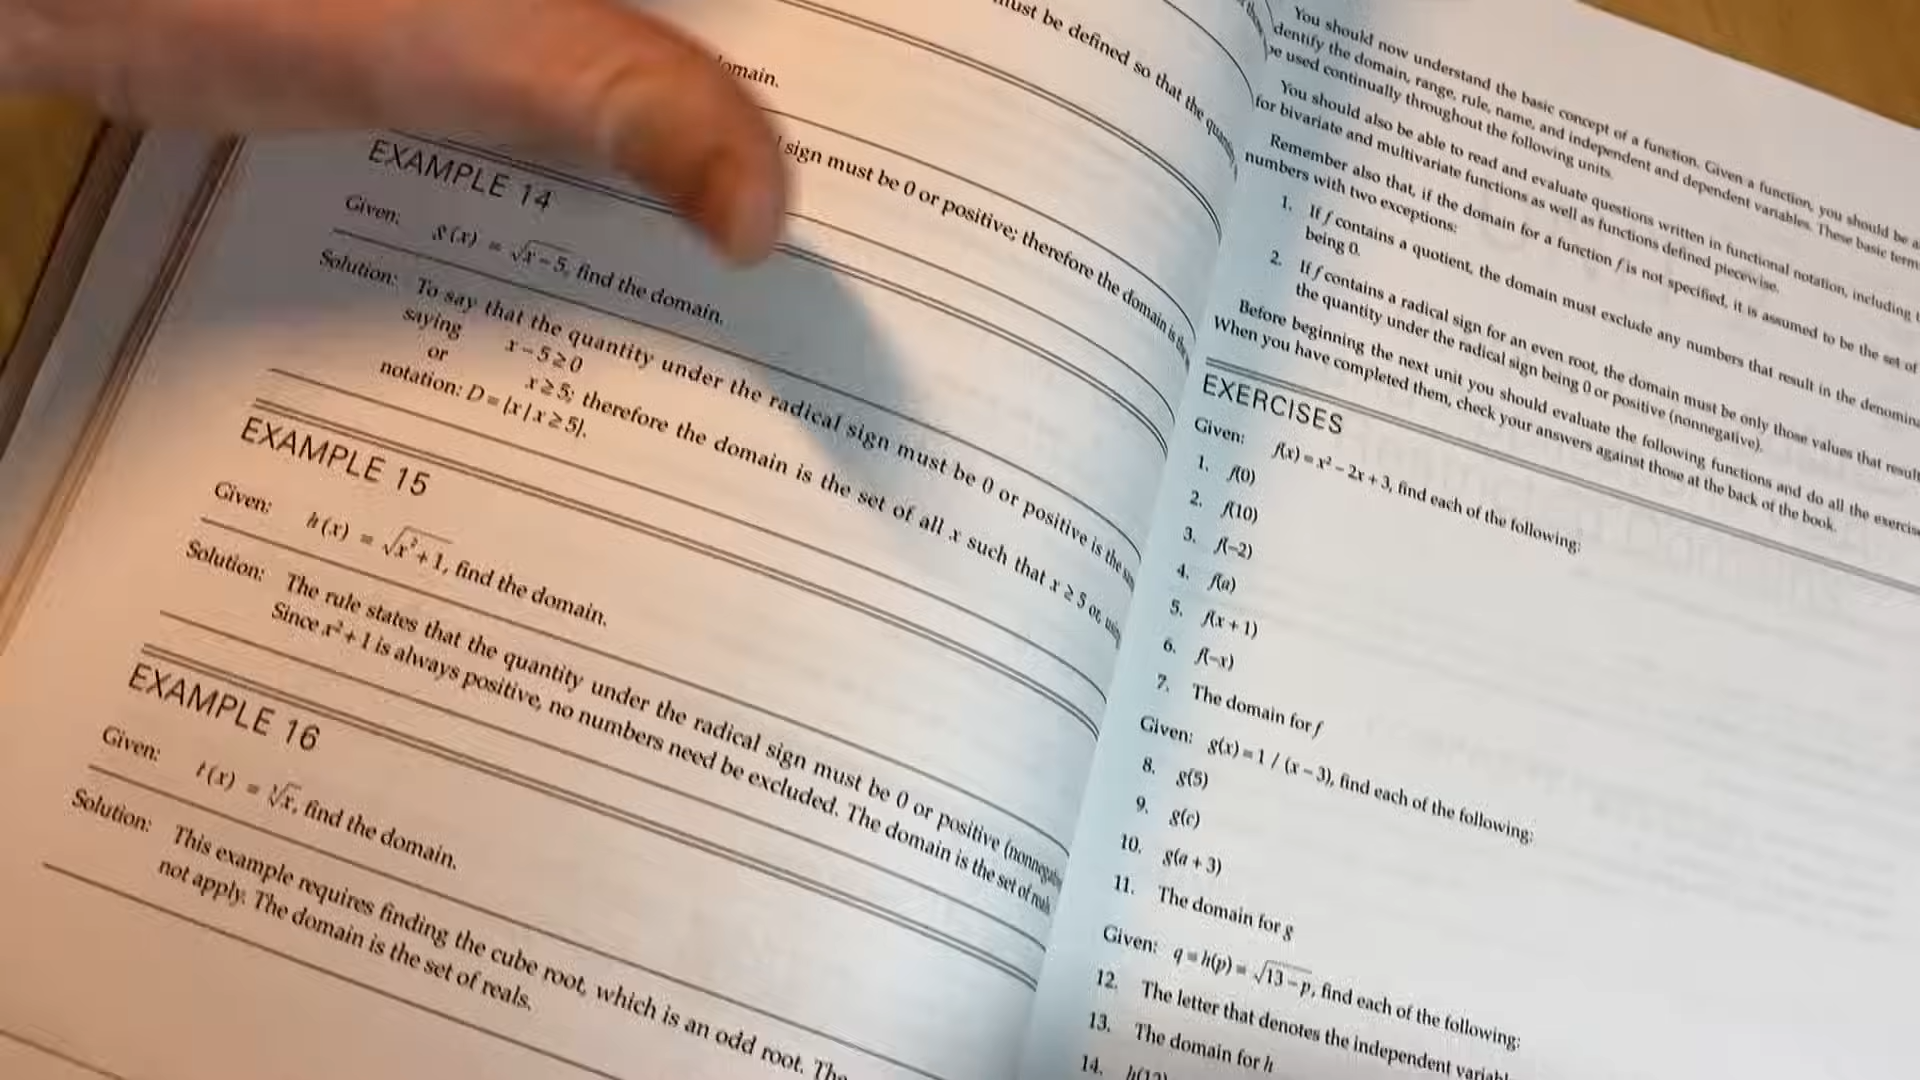 must be defined so that the
domain.
sign must be 0 or positive; therefore the domain is
EXAMPLE 14
Given: g(x) = √x − 5, find the domain.
Solution: To say that the quantity under the radical sign must be 0 or positive is the
saying
x − 5 ≥ 0
or
x ≥ 5; therefore the domain is the set of all x such that x ≥ 5 or, using
notation: D = {x | x ≥ 5}.
EXAMPLE 15
Given: h(x) = √x² + 1, find the domain.
Solution: The rule states that the quantity under the radical sign must be 0 or positive
Since x² + 1 is always positive, no numbers need be excluded. The domain is the set of reals.
EXAMPLE 16
Given: t(x) = ∛x, find the domain.
Solution: This example requires finding the cube root, which is an odd root. The
not apply. The domain is the set of reals.
You should now understand the basic concept of a function. Given a function, you should be
identify the domain, range, rule, name, and independent and dependent variables. These basic
be used continually throughout the following units.
You should also be able to read and evaluate questions written in functional notation, including
for bivariate and multivariate functions as well as functions defined piecewise.
Remember also that, if the domain for a function f is not specified, it is assumed to be the set of
numbers with two exceptions:
1. If f contains a quotient, the domain must exclude any numbers that result in the
being 0.
2. If f contains a radical sign for an even root, the domain must be only those values that result
the quantity under the radical sign being 0 or positive (nonnegative).
Before beginning the next unit you should evaluate the following functions and do all the
When you have completed them, check your answers against those at the back of the book.
EXERCISES
Given: f(x) = x² − 2x + 3, find each of the following:
1. f(0)
2. f(10)
3. f(−2)
4. f(a)
5. f(x + 1)
6. f(−x)
7. The domain for f
Given: g(x) = 1 / (x − 3), find each of the following:
8. g(5)
9. g(c)
10. g(a + 3)
11. The domain for g
Given: q = h(p) = √13 − p, find each of the following:
12. The letter that denotes the independent
13. The domain for h
14.